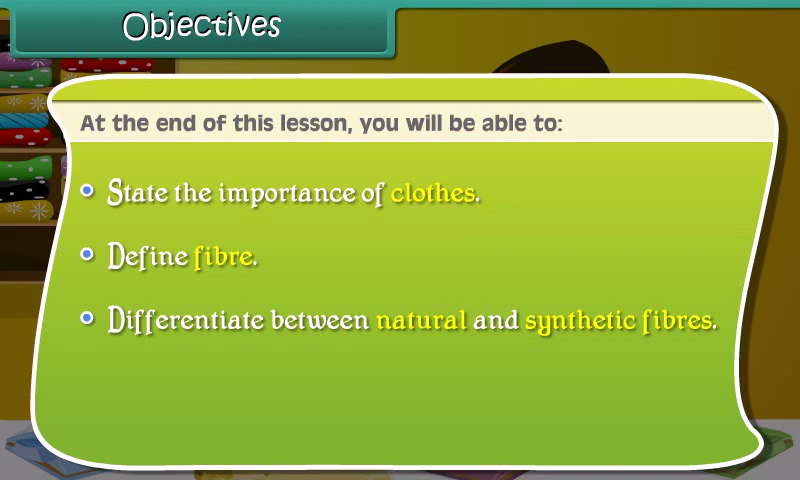 Objectives
At the end of this lesson, you will be able to:
State the importance of clothes.
Define fibre.
Differentiate between natural and synthetic fibres.